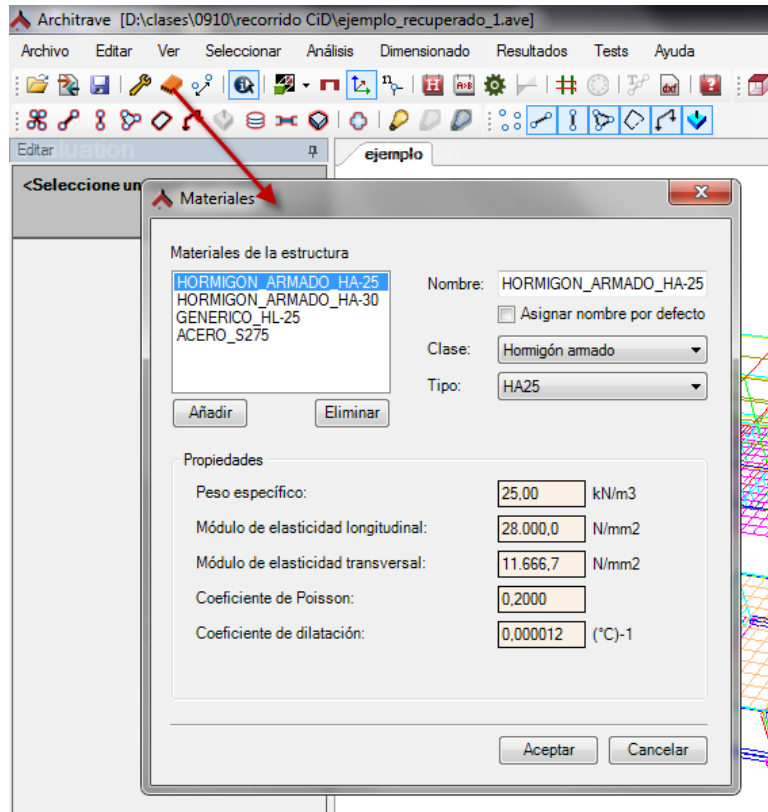 Architrave [D:\clases\0910\recorrido CiD\ejemplo_recuperado_1.ave]
Archivo Editar Ver Seleccionar Análisis Dimensionado Resultados Tests Ayuda
Editar
ejemplo
<Seleccione un
Materiales
Materiales de la estructura
HORMIGON_ARMADO_HA-25
HORMIGON_ARMADO_HA-30
GENERICO_HL-25
ACERO_S275
Nombre: HORMIGON_ARMADO_HA-25
Asignar nombre por defecto
Clase: Hormigón armado
Tipo: HA25
Añadir Eliminar
Propiedades
Peso específico: 25,00 kN/m3
Módulo de elasticidad longitudinal: 28.000,0 N/mm2
Módulo de elasticidad transversal: 11.666,7 N/mm2
Coeficiente de Poisson: 0,2000
Coeficiente de dilatación: 0,000012 (°C)-1
Aceptar Cancelar